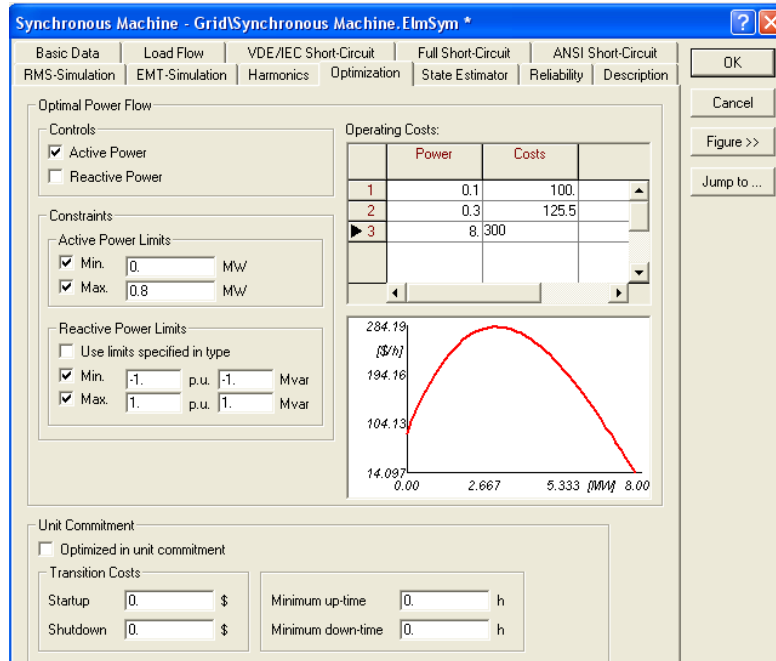 Synchronous Machine - Grid\Synchronous Machine.ElmSym *
Basic Data Load Flow VDE/IEC Short-Circuit Full Short-Circuit ANSI Short-Circuit
RMS-Simulation EMT-Simulation Harmonics Optimization State Estimator Reliability Description
OK
Cancel
Figure >>
Jump to ...
Optimal Power Flow
Controls
Active Power
Reactive Power
Constraints
Active Power Limits
Min. 0. MW
Max. 0.8 MW
Reactive Power Limits
Use limits specified in type
Min. -1. p.u. -1. Mvar
Max. 1. p.u. 1. Mvar
Operating Costs:
Power Costs
1 0.1 100.
2 0.3 125.5
3 8. 300
284.19
[$/h]
194.16
104.13
14.097
0.00 2.667 5.333 [MW] 8.00
Unit Commitment
Optimized in unit commitment
Transition Costs
Startup 0. $
Shutdown 0. $
Minimum up-time 0. h
Minimum down-time 0. h